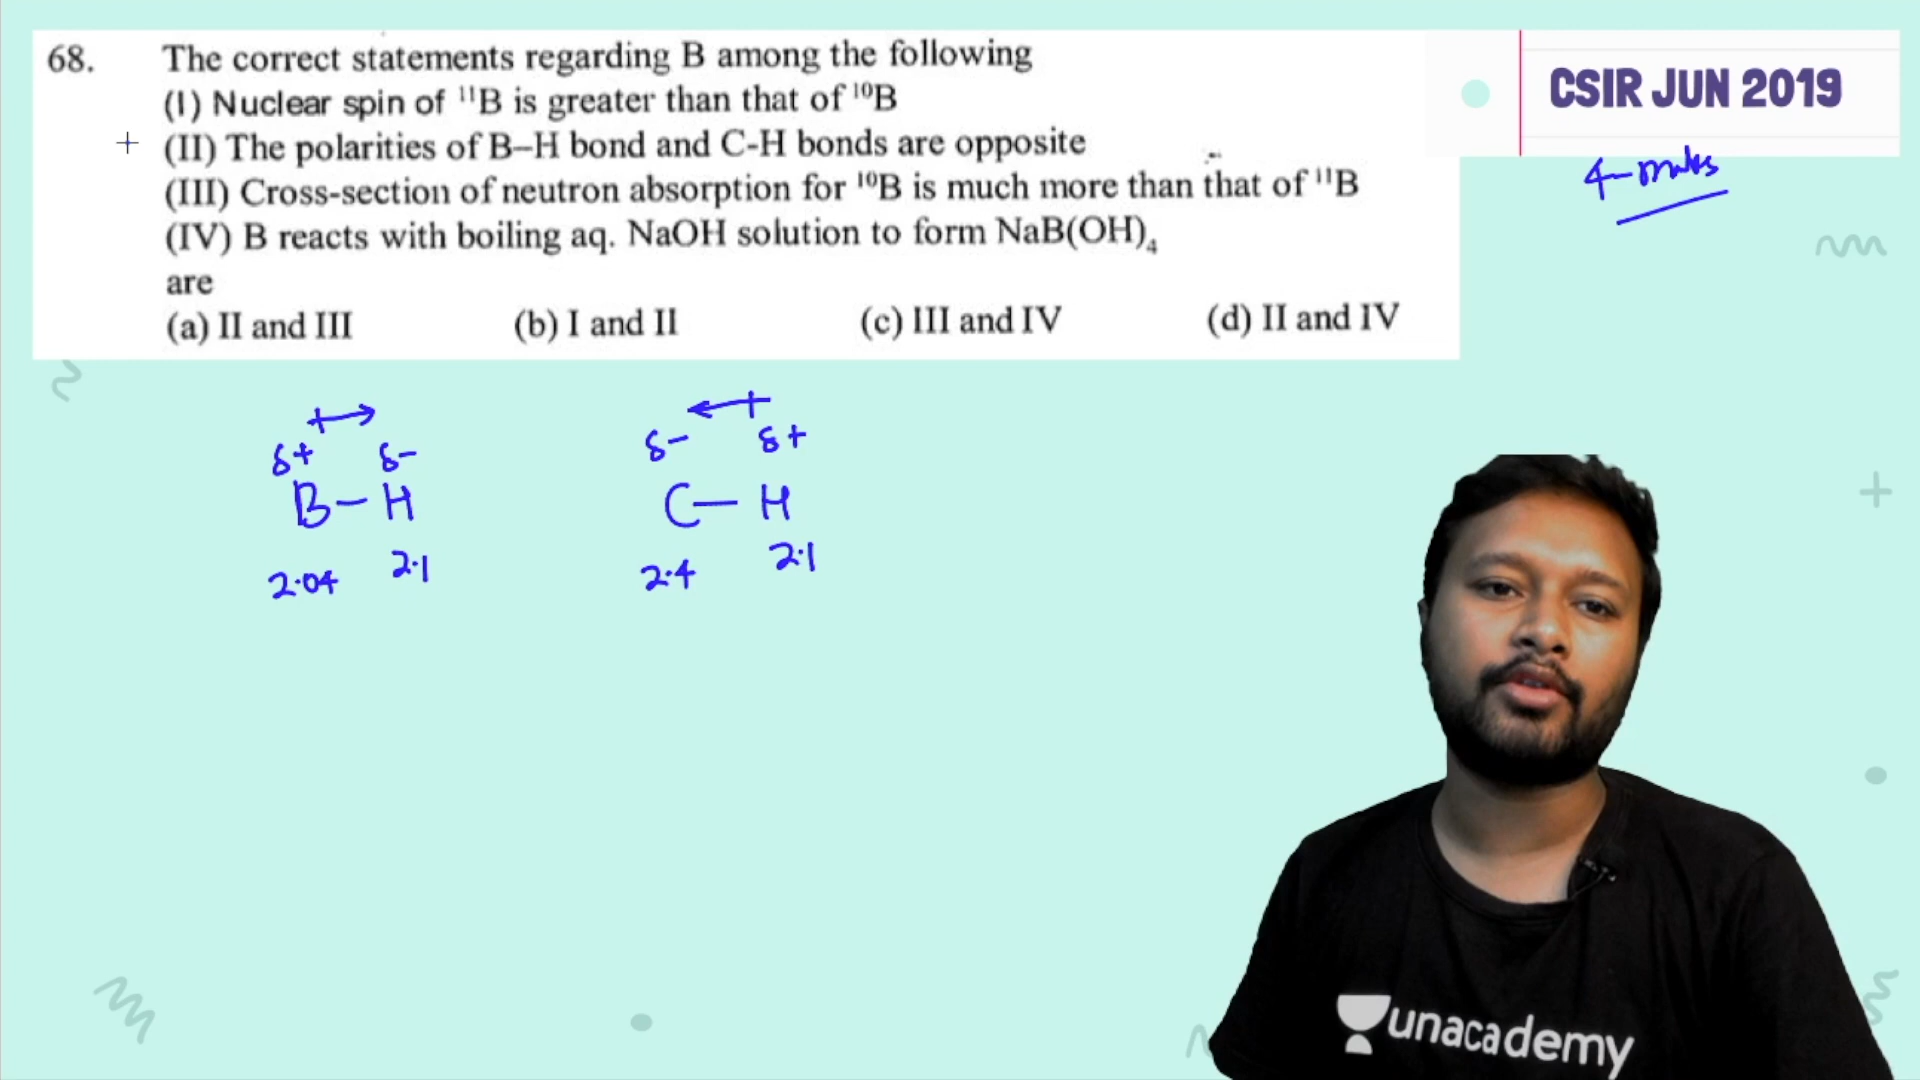 68. The correct statements regarding B among the following
(I) Nuclear spin of ¹¹B is greater than that of ¹⁰B
(II) The polarities of B–H bond and C-H bonds are opposite
(III) Cross-section of neutron absorption for ¹⁰B is much more than that of ¹¹B
(IV) B reacts with boiling aq. NaOH solution to form NaB(OH)₄
are
(a) II and III (b) I and II (c) III and IV (d) II and IV
CSIR JUN 2019
δ+ δ- δ- δ+
B–H C–H
2.04 2.1 2.4 2.1
unacademy